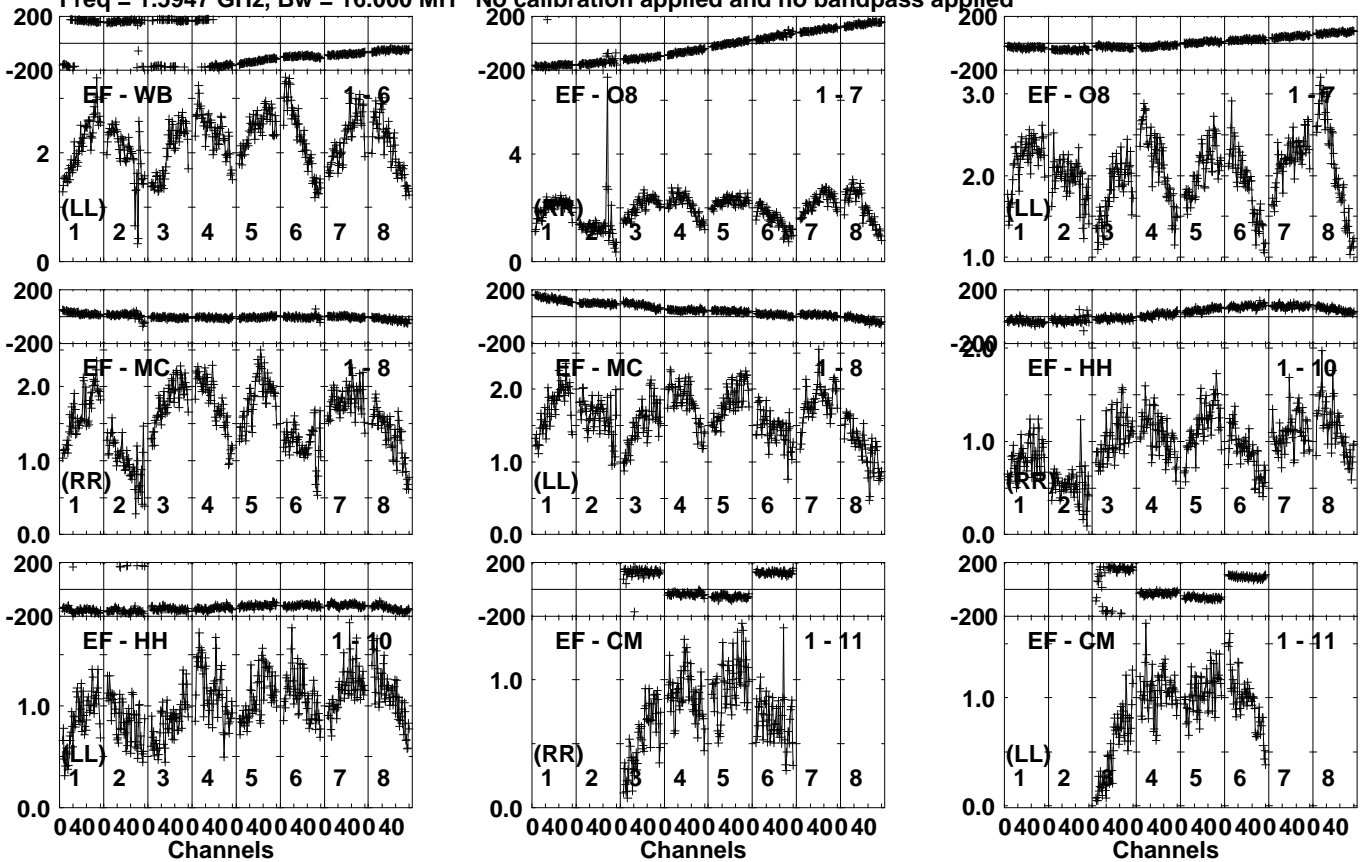 Freq = 1.5947 GHz, Bw = 16.000 MH No calibration applied and no bandpass applied
200 200 200
-200 -200 -200
EF - WB 1 - 6 EF - O8 1 - 7 3.0 EF - O8 1 - 7
2 4 2.0
(LL) (RR) (LL)
1 2 3 4 5 6 7 8 1 2 3 4 5 6 7 8 1 2 3 4 5 6 7 8
0 0 1.0
200 200 200
-200 -200 -200
EF - MC 1 - 8 EF - MC 1 - 8 2.0 EF - HH 1 - 10
2.0 2.0
1.0 1.0 1.0
(RR) (LL) (RR)
1 2 3 4 5 6 7 8 1 2 3 4 5 6 7 8 1 2 3 4 5 6 7 8
0.0 0.0 0.0
200 200 200
-200 -200 -200
EF - HH 1 - 10 EF - CM 1 - 11 EF - CM 1 - 11
1.0 1.0 1.0
(LL) (RR) (LL)
1 2 3 4 5 6 7 8 1 2 3 4 5 6 7 8 1 2 3 4 5 6 7 8
0.0 0.0 0.0
0 40 0 40 0 40 0 40 0 40 0 40 0 40 0 40 0 40 0 40 0 40 0 40 0 40 0 40 0 40 0 40 0 40 0 40 0 40 0 40 0 40 0 40 0 40 0 40
Channels Channels Channels